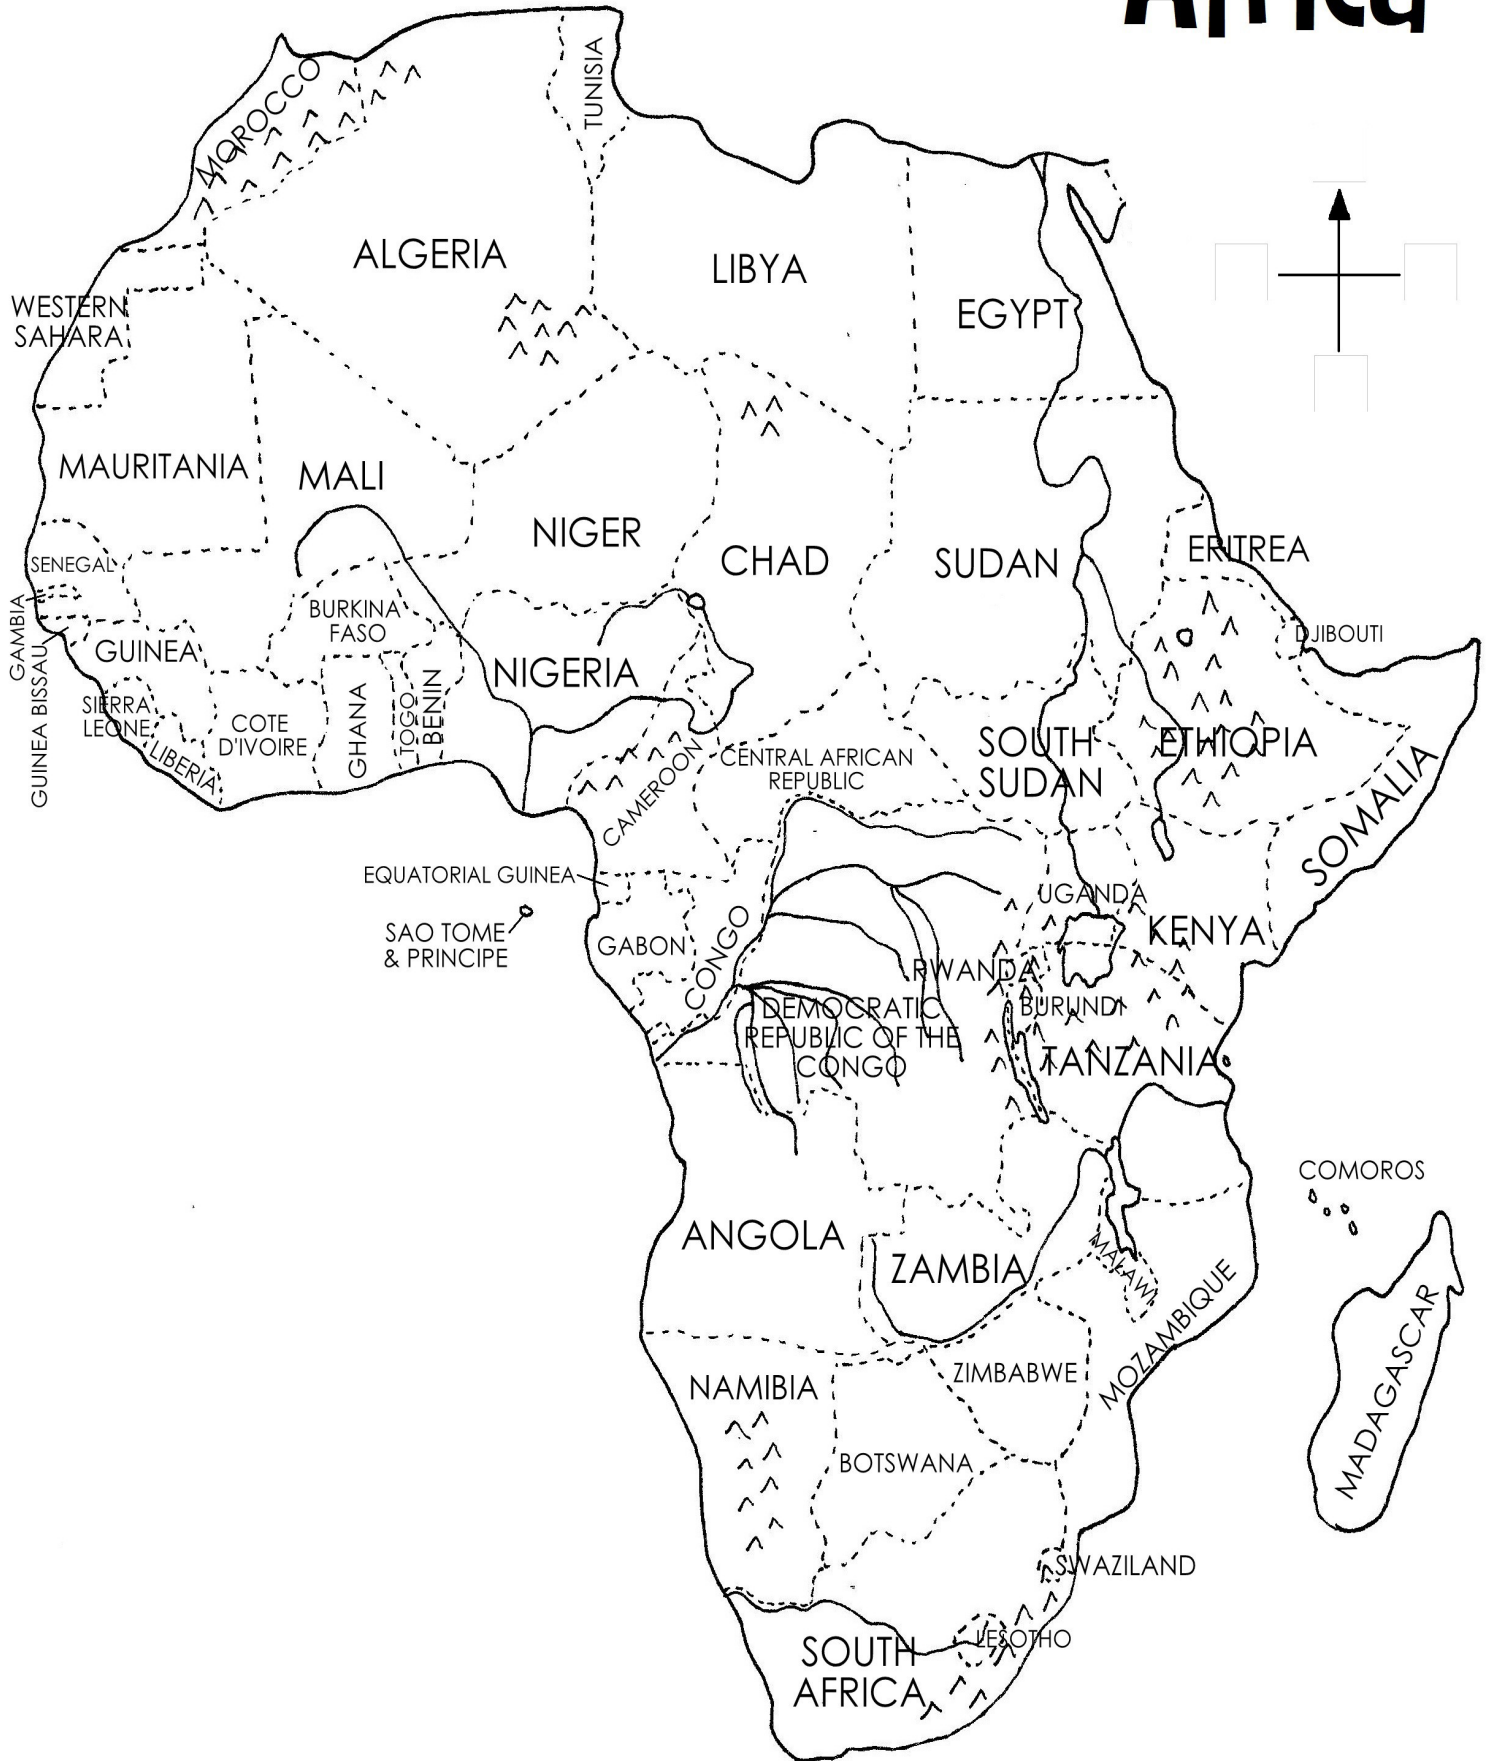 Africa
MOROCCO
TUNISIA
ALGERIA
LIBYA
EGYPT
WESTERN
SAHARA
MAURITANIA
MALI
NIGER
CHAD
SUDAN
ERITREA
SENEGAL
GAMBIA
GUINEA BISSAU
GUINEA
BURKINA
FASO
DJIBOUTI
SIERRA
LEONE
LIBERIA
COTE
D'IVOIRE
GHANA
TOGO
BENIN
NIGERIA
CAMEROON
CENTRAL AFRICAN
REPUBLIC
SOUTH
SUDAN
ETHIOPIA
SOMALIA
EQUATORIAL GUINEA
SAO TOME
& PRINCIPE
GABON
CONGO
UGANDA
KENYA
RWANDA
BURUNDI
DEMOCRATIC
REPUBLIC OF THE
CONGO
TANZANIA
COMOROS
ANGOLA
ZAMBIA
MALAWI
MOZAMBIQUE
MADAGASCAR
NAMIBIA
ZIMBABWE
BOTSWANA
SWAZILAND
LESOTHO
SOUTH
AFRICA